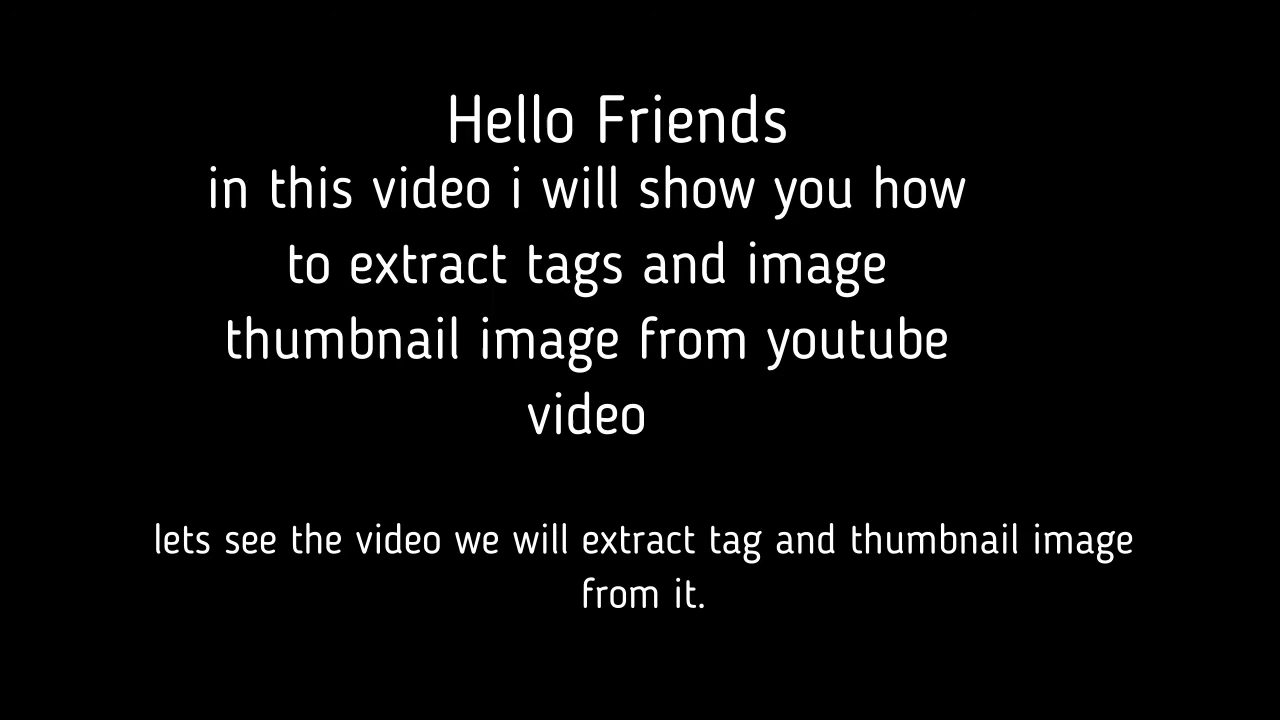 Hello Friends
in this video i will show you how
to extract tags and image
thumbnail image from youtube
video
lets see the video we will extract tag and thumbnail image
from it.